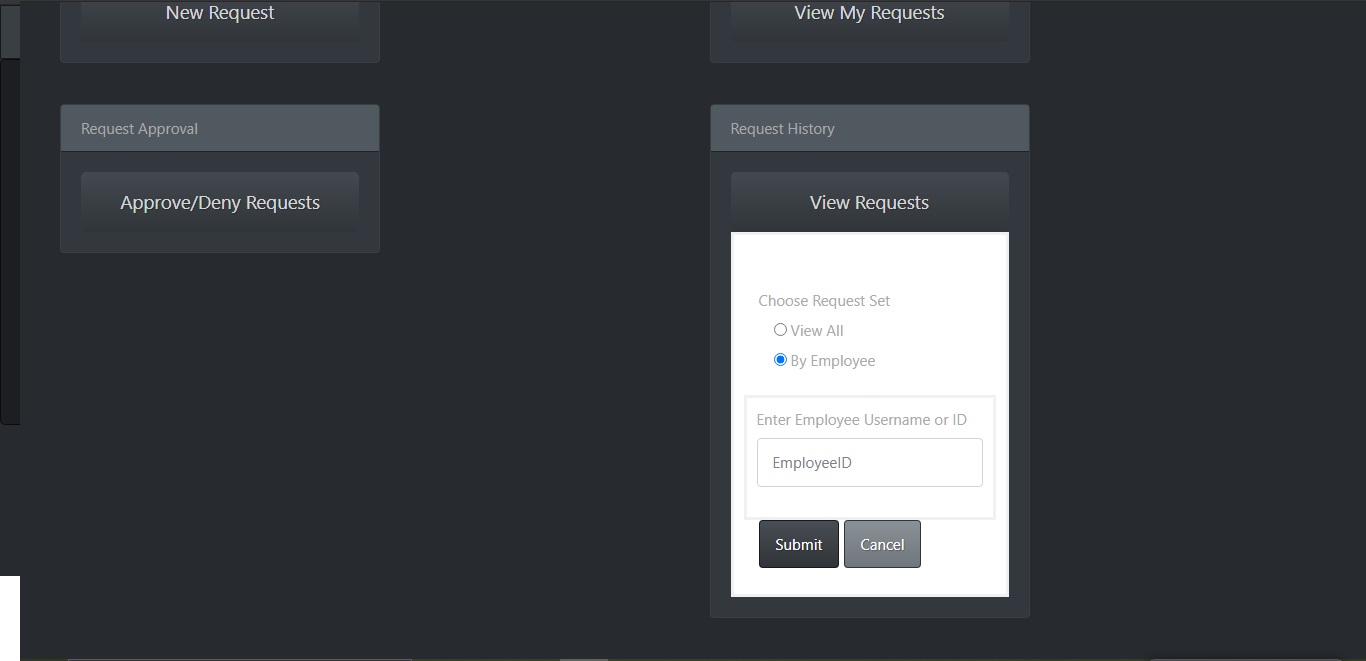 New Request
View My Requests
Request Approval
Approve/Deny Requests
Request History
View Requests
Choose Request Set
View All
By Employee
Enter Employee Username or ID
EmployeeID
Submit Cancel